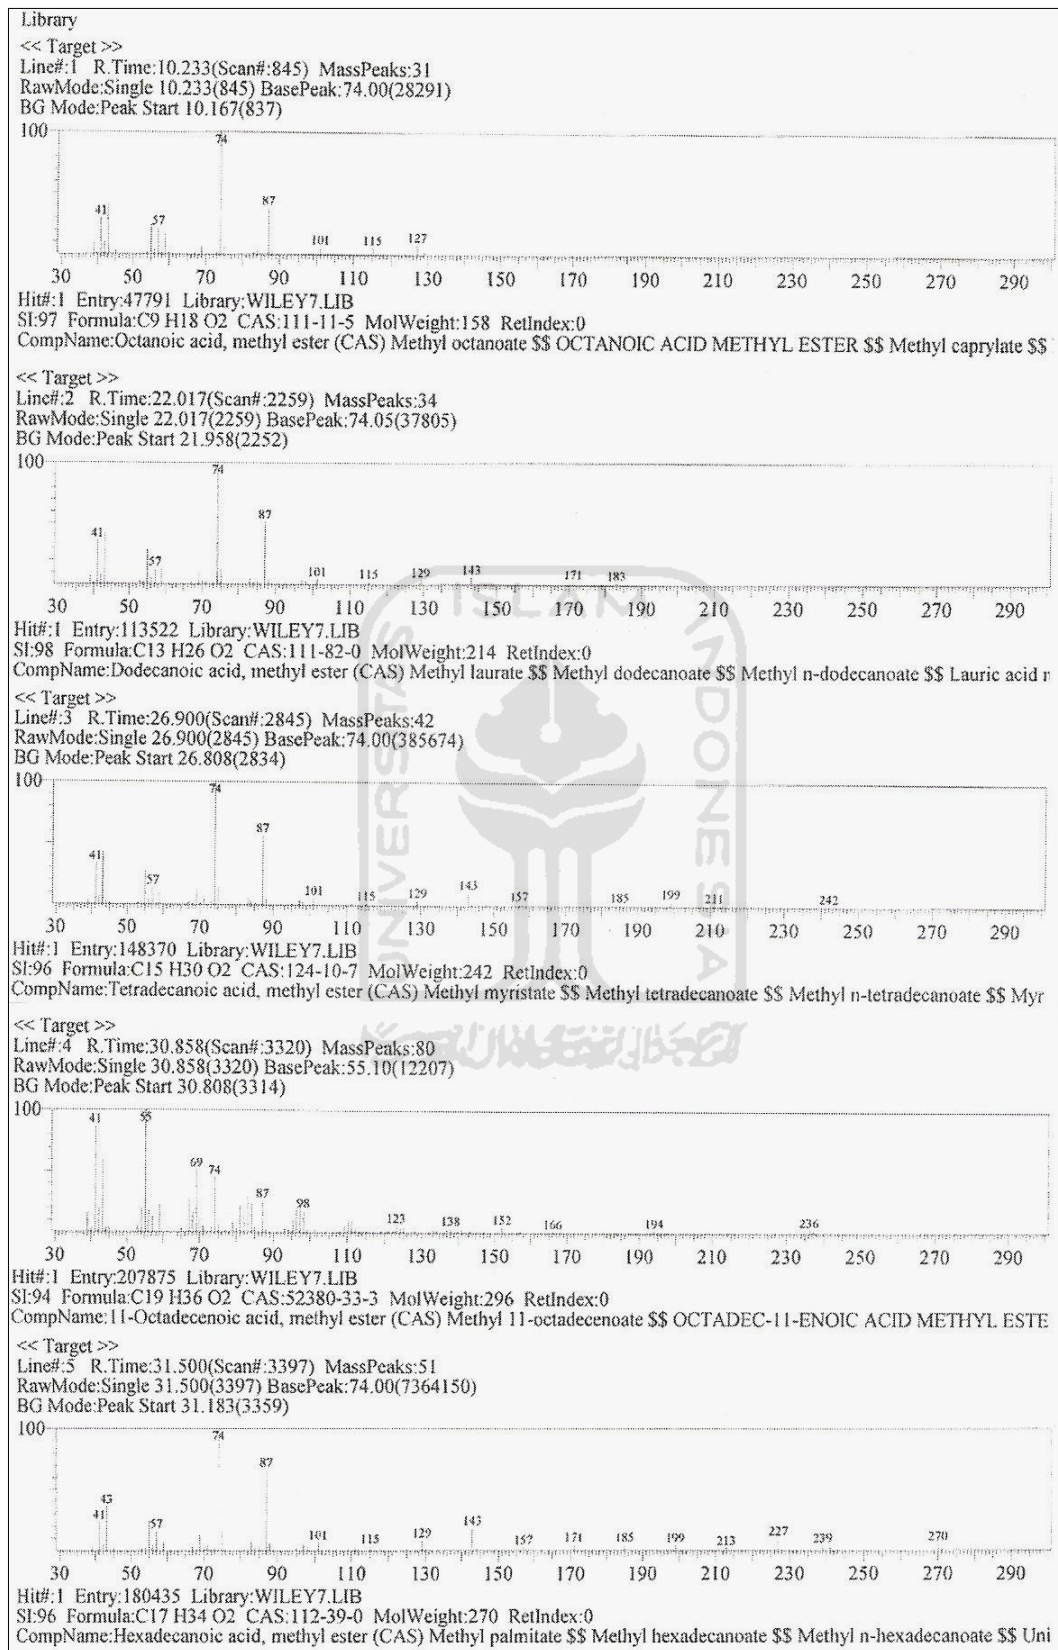 Library
<< Target >>
Line#:1 R.Time:10.233(Scan#:845) MassPeaks:31
RawMode:Single 10.233(845) BasePeak:74.00(28291)
BG Mode:Peak Start 10.167(837)
100
74
87
41
57
101 115 127
30 50 70 90 110 130 150 170 190 210 230 250 270 290
Hit#:1 Entry:47791 Library:WILEY7.LIB
SI:97 Formula:C9 H18 O2 CAS:111-11-5 MolWeight:158 RetIndex:0
CompName:Octanoic acid, methyl ester (CAS) Methyl octanoate $$ OCTANOIC ACID METHYL ESTER $$ Methyl caprylate $$
<< Target >>
Line#:2 R.Time:22.017(Scan#:2259) MassPeaks:34
RawMode:Single 22.017(2259) BasePeak:74.05(37805)
BG Mode:Peak Start 21.958(2252)
100
74
87
41
57
101 115 129 143 171 183
30 50 70 90 110 130 150 170 190 210 230 250 270 290
Hit#:1 Entry:113522 Library:WILEY7.LIB
SI:98 Formula:C13 H26 O2 CAS:111-82-0 MolWeight:214 RetIndex:0
CompName:Dodecanoic acid, methyl ester (CAS) Methyl laurate $$ Methyl dodecanoate $$ Methyl n-dodecanoate $$ Lauric acid
<< Target >>
Line#:3 R.Time:26.900(Scan#:2845) MassPeaks:42
RawMode:Single 26.900(2845) BasePeak:74.00(385674)
BG Mode:Peak Start 26.808(2834)
100
74
87
41
57
101 115 129 143 157 185 199 211 242
30 50 70 90 110 130 150 170 190 210 230 250 270 290
Hit#:1 Entry:148370 Library:WILEY7.LIB
SI:96 Formula:C15 H30 O2 CAS:124-10-7 MolWeight:242 RetIndex:0
CompName:Tetradecanoic acid, methyl ester (CAS) Methyl myristate $$ Methyl tetradecanoate $$ Methyl n-tetradecanoate $$ Myr
<< Target >>
Line#:4 R.Time:30.858(Scan#:3320) MassPeaks:80
RawMode:Single 30.858(3320) BasePeak:55.10(12207)
BG Mode:Peak Start 30.808(3314)
100
41 55
69 74
87 98
123 138 152 166 194 236
30 50 70 90 110 130 150 170 190 210 230 250 270 290
Hit#:1 Entry:207875 Library:WILEY7.LIB
SI:94 Formula:C19 H36 O2 CAS:52380-33-3 MolWeight:296 RetIndex:0
CompName:11-Octadecenoic acid, methyl ester (CAS) Methyl 11-octadecenoate $$ OCTADEC-11-ENOIC ACID METHYL ESTE
<< Target >>
Line#:5 R.Time:31.500(Scan#:3397) MassPeaks:51
RawMode:Single 31.500(3397) BasePeak:74.00(7364150)
BG Mode:Peak Start 31.183(3359)
100
74
87
43
41 57
101 115 129 143 157 171 185 199 213 227 239 270
30 50 70 90 110 130 150 170 190 210 230 250 270 290
Hit#:1 Entry:180435 Library:WILEY7.LIB
SI:96 Formula:C17 H34 O2 CAS:112-39-0 MolWeight:270 RetIndex:0
CompName:Hexadecanoic acid, methyl ester (CAS) Methyl palmitate $$ Methyl hexadecanoate $$ Methyl n-hexadecanoate $$ Uni
UNIVERSITAS ISLAM INDONESIA